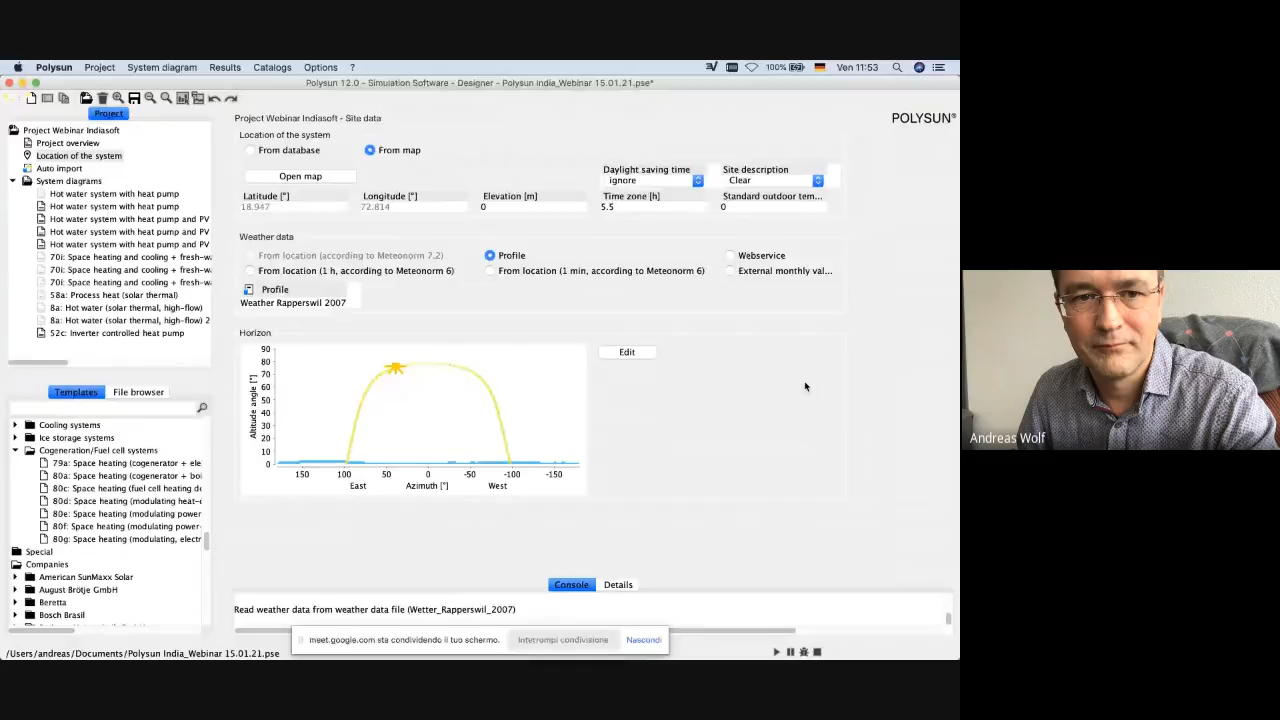 Polysun Project System diagram Results Catalogs Options ? 100% Ven 11:53
Polysun 12.0 - Simulation Software - Designer - Polysun India_Webinar 15.01.21.pse*
Project
Project Webinar Indiasoft
Project overview
Location of the system
Auto import
System diagrams
Hot water system with heat pump
Hot water system with heat pump
Hot water system with heat pump and PV
Hot water system with heat pump and PV
Hot water system with heat pump and PV
70i: Space heating and cooling + fresh-wa
70i: Space heating and cooling + fresh-wa
70i: Space heating and cooling + fresh-wa
58a: Process heat (solar thermal)
8a: Hot water (solar thermal, high-flow)
8a: Hot water (solar thermal, high-flow) 2
52c: Inverter controlled heat pump
Templates File browser
Cooling systems
Ice storage systems
Cogeneration/Fuel cell systems
79a: Space heating (cogenerator + ele
80a: Space heating (cogenerator + boi
80c: Space heating (fuel cell heating de
80d: Space heating (modulating heat-c
80e: Space heating (modulating power
80f: Space heating (modulating power-
80g: Space heating (modulating, electr
Special
Companies
American SunMaxx Solar
August Brötje GmbH
Beretta
Bosch Brasil
/Users/andreas/Documents/Polysun India_Webinar 15.01.21.pse
Project Webinar Indiasoft - Site data
POLYSUN®
Location of the system
From database From map
Open map
Daylight saving time
ignore
Site description
Clear
Latitude [°] Longitude [°] Elevation [m] Time zone [h] Standard outdoor tem...
18.947 72.814 0 5.5 0
Weather data
From location (according to Meteonorm 7.2) Profile Webservice
From location (1 h, according to Meteonorm 6) From location (1 min, according to Meteonorm 6) External monthly val...
Profile
Weather Rapperswil 2007
Horizon
Edit
Altitude angle [°]
90
80
70
60
50
40
30
20
10
0
150 100 50 0 -50 -100 -150
East Azimuth [°] West
Console Details
Read weather data from weather data file (Wetter_Rapperswil_2007)
meet.google.com sta condividendo il tuo schermo. Interrompi condivisione Nascondi
Andreas Wolf